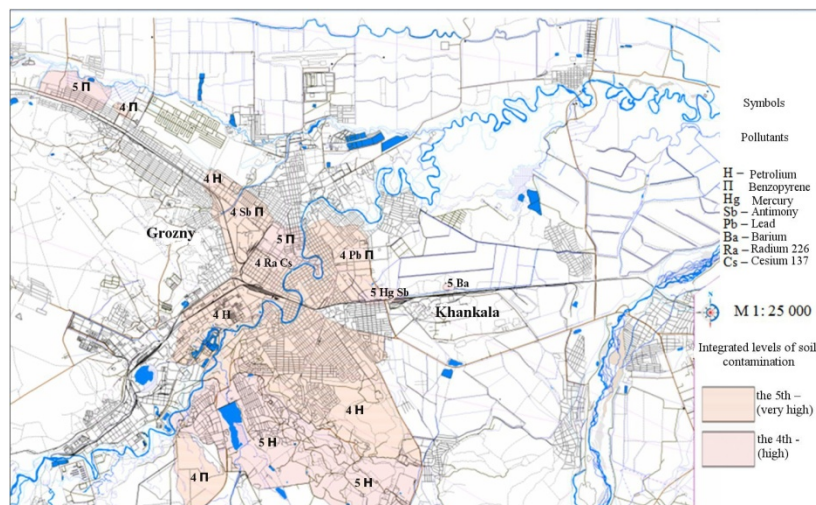 5 П
4 П
4 Н
4 Sb П
Grozny
5 П
4 Pb П
4 Ra Cs
5 Hg Sb
5 Ba
Khankala
4 Н
4 Н
5 Н
4 П
5 Н
Symbols
Pollutants
Н – Petrolium
П Benzopyrene
Hg Mercury
Sb – Antimony
Pb – Lead
Ba – Barium
Ra – Radium 226
Cs – Cesium 137
М 1: 25 000
Integrated levels of soil
contamination
the 5th –
(very high)
the 4th -
(high)